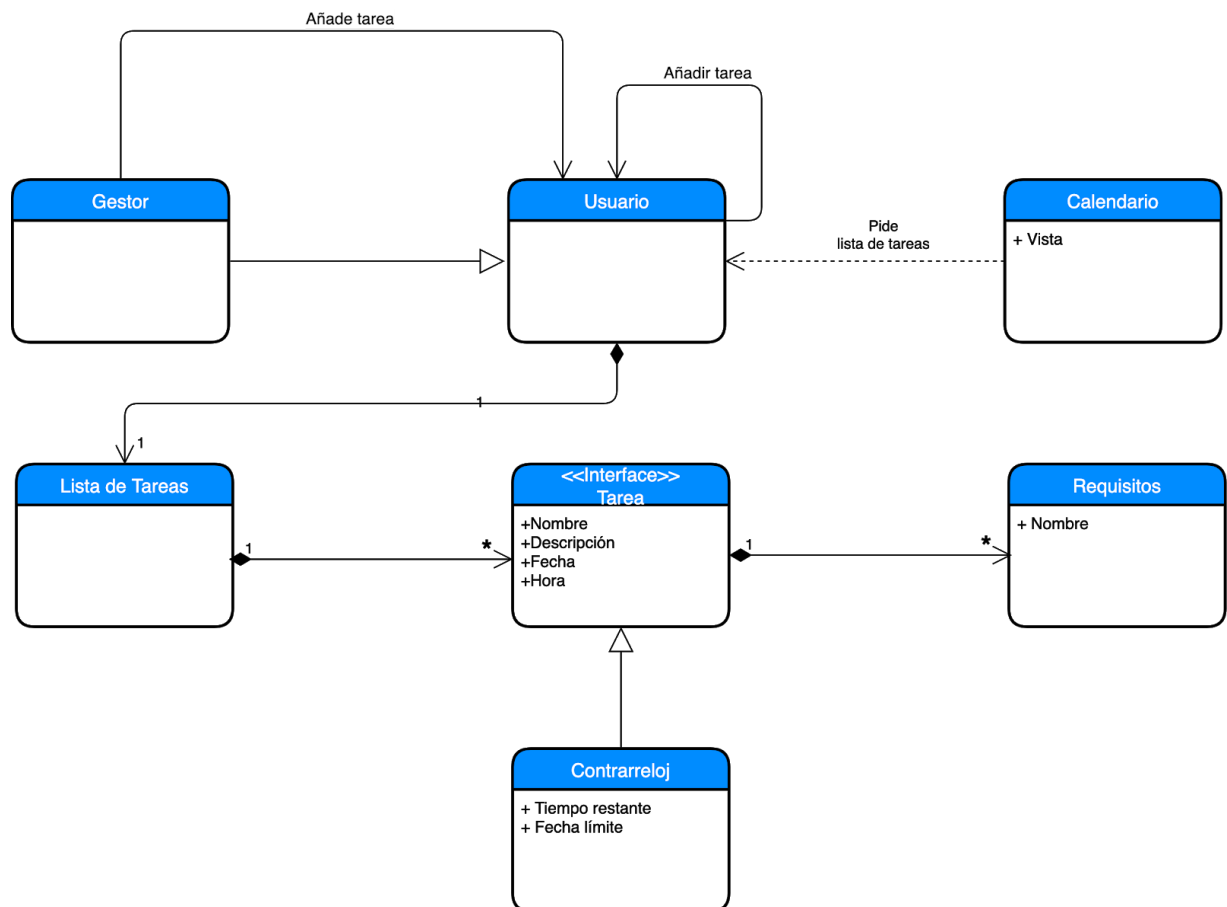 Añade tarea
Añadir tarea
Gestor
Usuario
Calendario
+ Vista
Pide
lista de tareas
1
1
Lista de Tareas
<<Interface>>
Tarea
+Nombre
+Descripción
+Fecha
+Hora
Requisitos
+ Nombre
1
*
1
*
Contrarreloj
+ Tiempo restante
+ Fecha límite